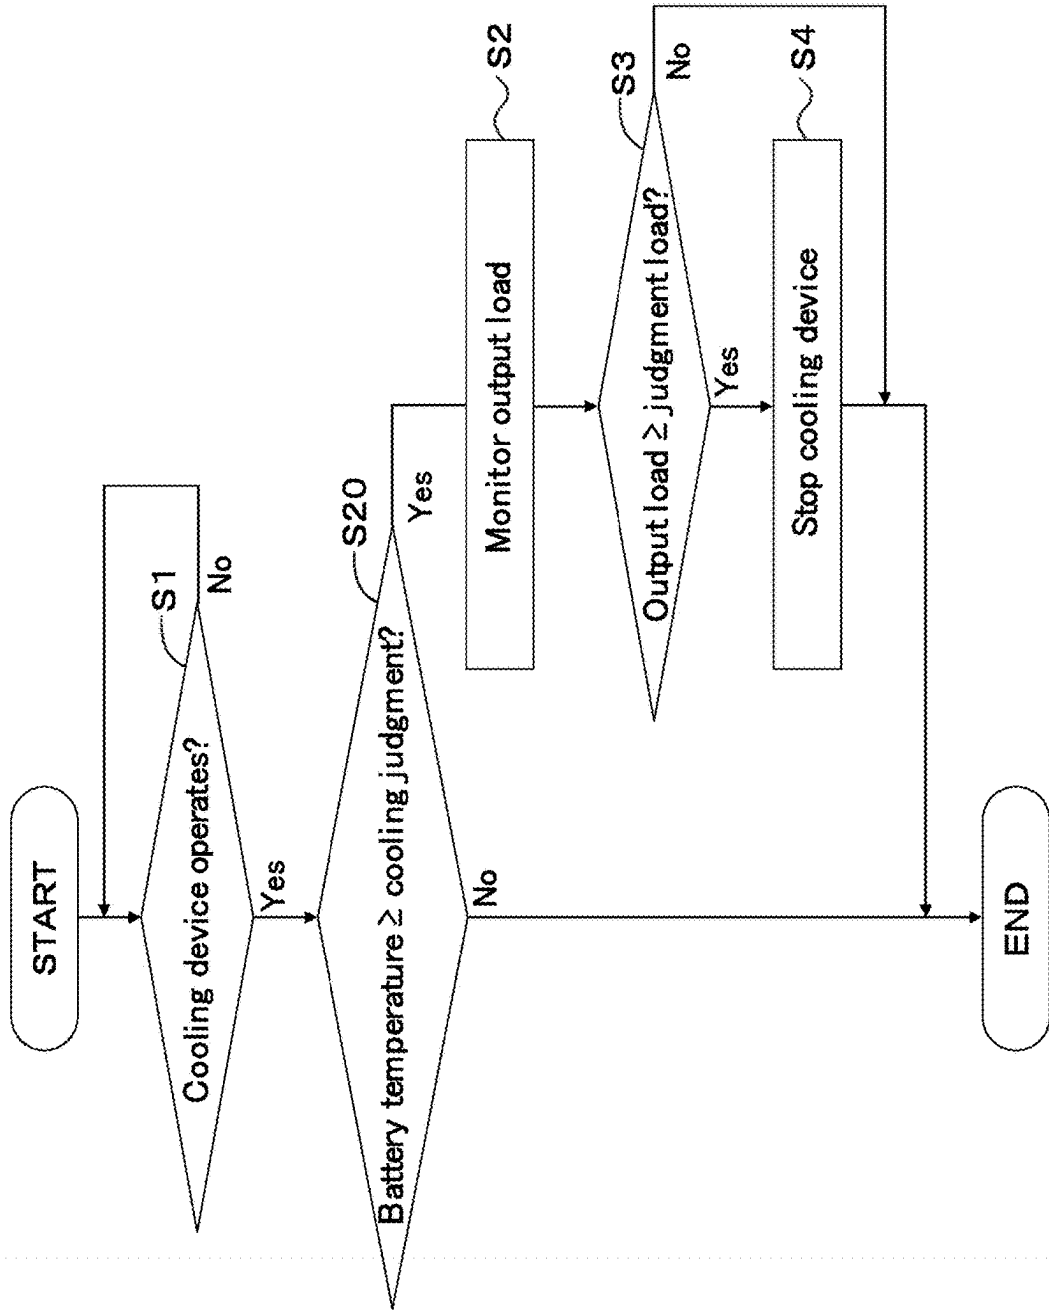 START
Cooling device operates?
S1
No
Yes
Battery temperature ≥ cooling judgment?
S20
Yes
No
Monitor output load
S2
Output load ≥ judgment load?
S3
No
Yes
Stop cooling device
S4
END